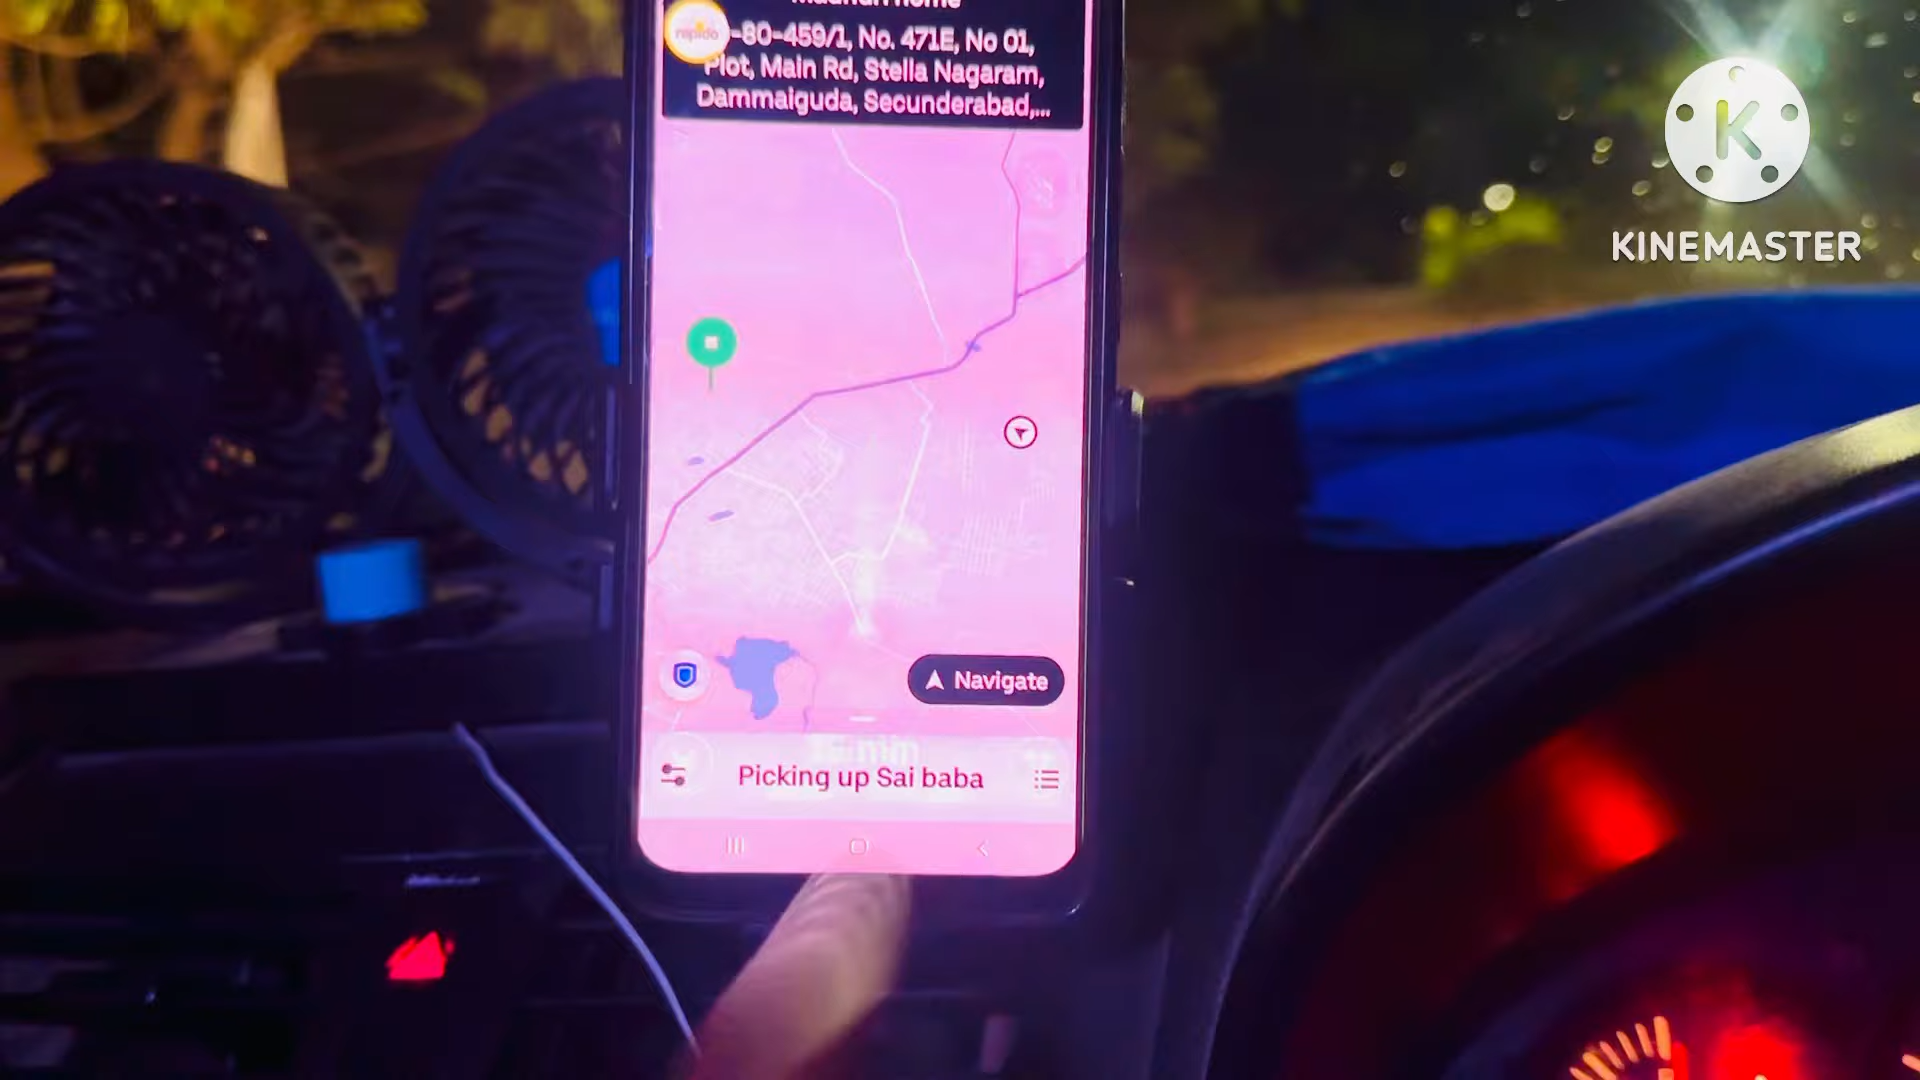 rapido
-80-459/1, No. 471E, No 01,
Plot, Main Rd, Stella Nagaram,
Dammaiguda, Secunderabad,...
Navigate
Picking up Sai baba
K
KINEMASTER